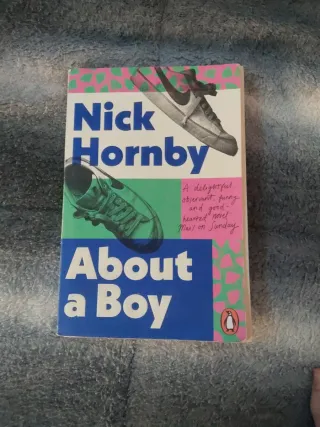 Nick
Hornby
A delightful,
observant, funny
and good-
hearted novel
Mail on Sunday
About
a Boy